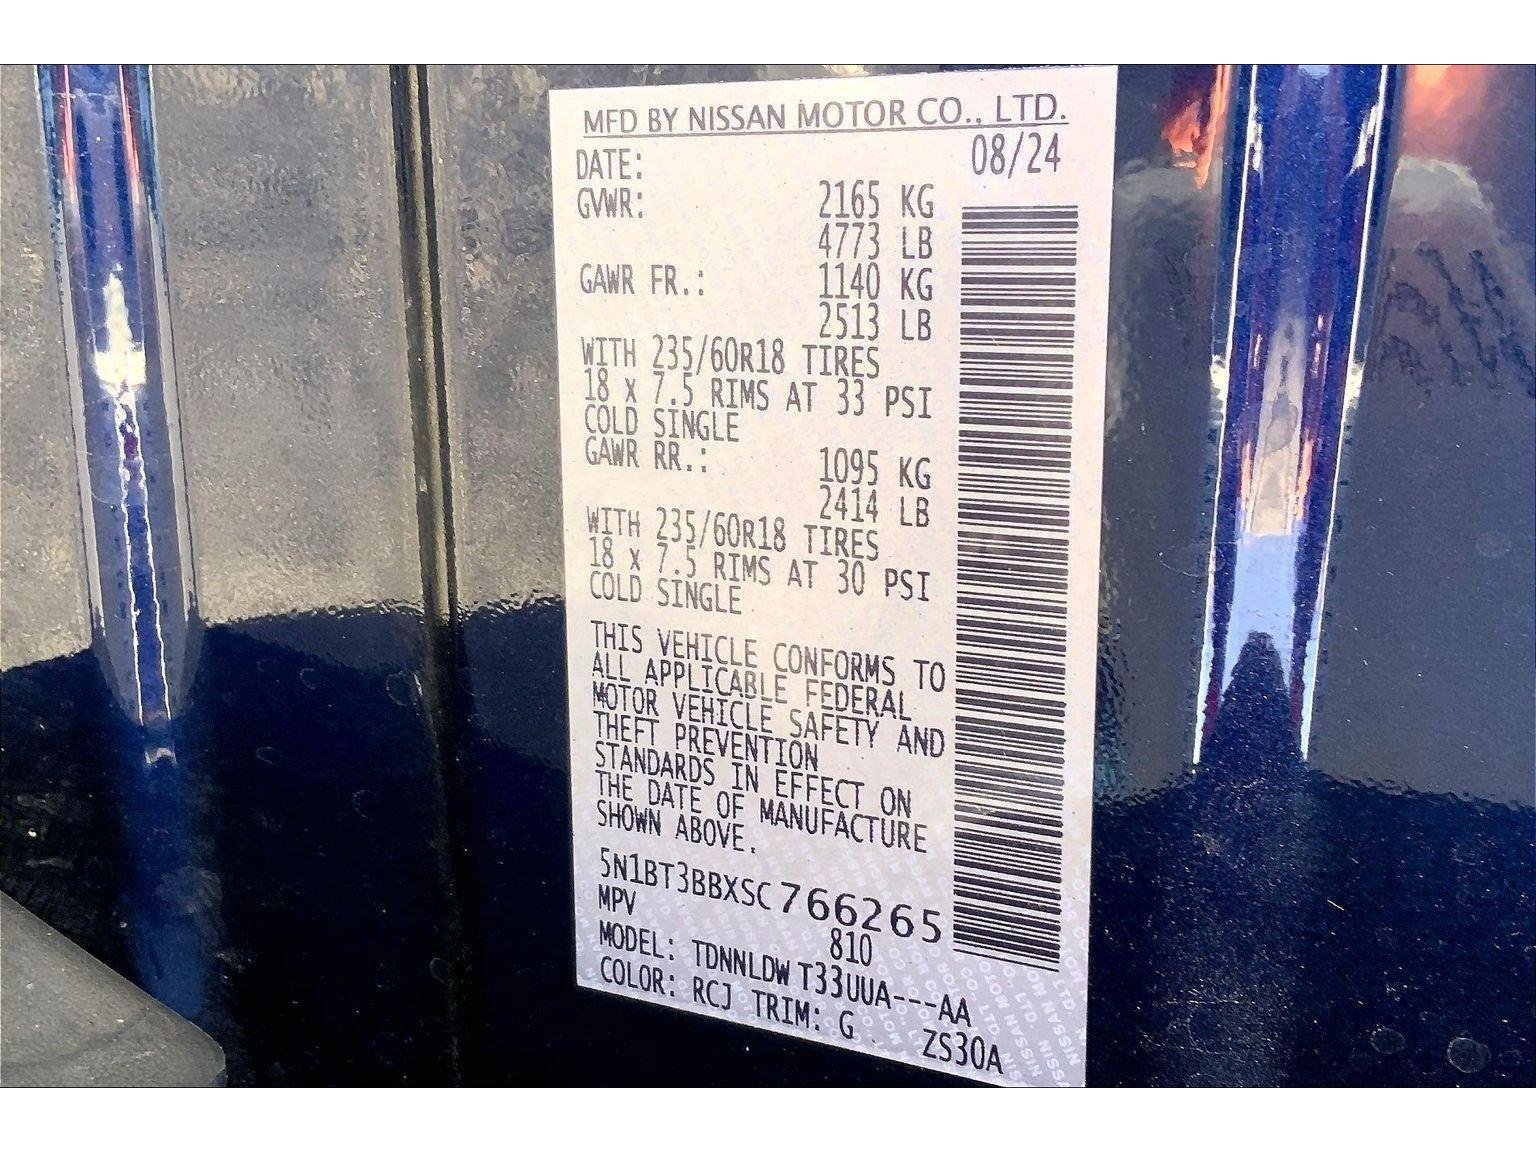 MFD BY NISSAN MOTOR CO., LTD.
DATE: 08/24
GVWR: 2165 KG
4773 LB
GAWR FR.: 1140 KG
2513 LB
WITH 235/60R18 TIRES
18 x 7.5 RIMS AT 33 PSI
COLD SINGLE
GAWR RR.: 1095 KG
2414 LB
WITH 235/60R18 TIRES
18 x 7.5 RIMS AT 30 PSI
COLD SINGLE
THIS VEHICLE CONFORMS TO
ALL APPLICABLE FEDERAL
MOTOR VEHICLE SAFETY AND
THEFT PREVENTION
STANDARDS IN EFFECT ON
THE DATE OF MANUFACTURE
SHOWN ABOVE.
5N1BT3BBXSC766265
MPV 810
MODEL: TDNNLDW T33UUA---AA
COLOR: RCJ TRIM: G ZS30A